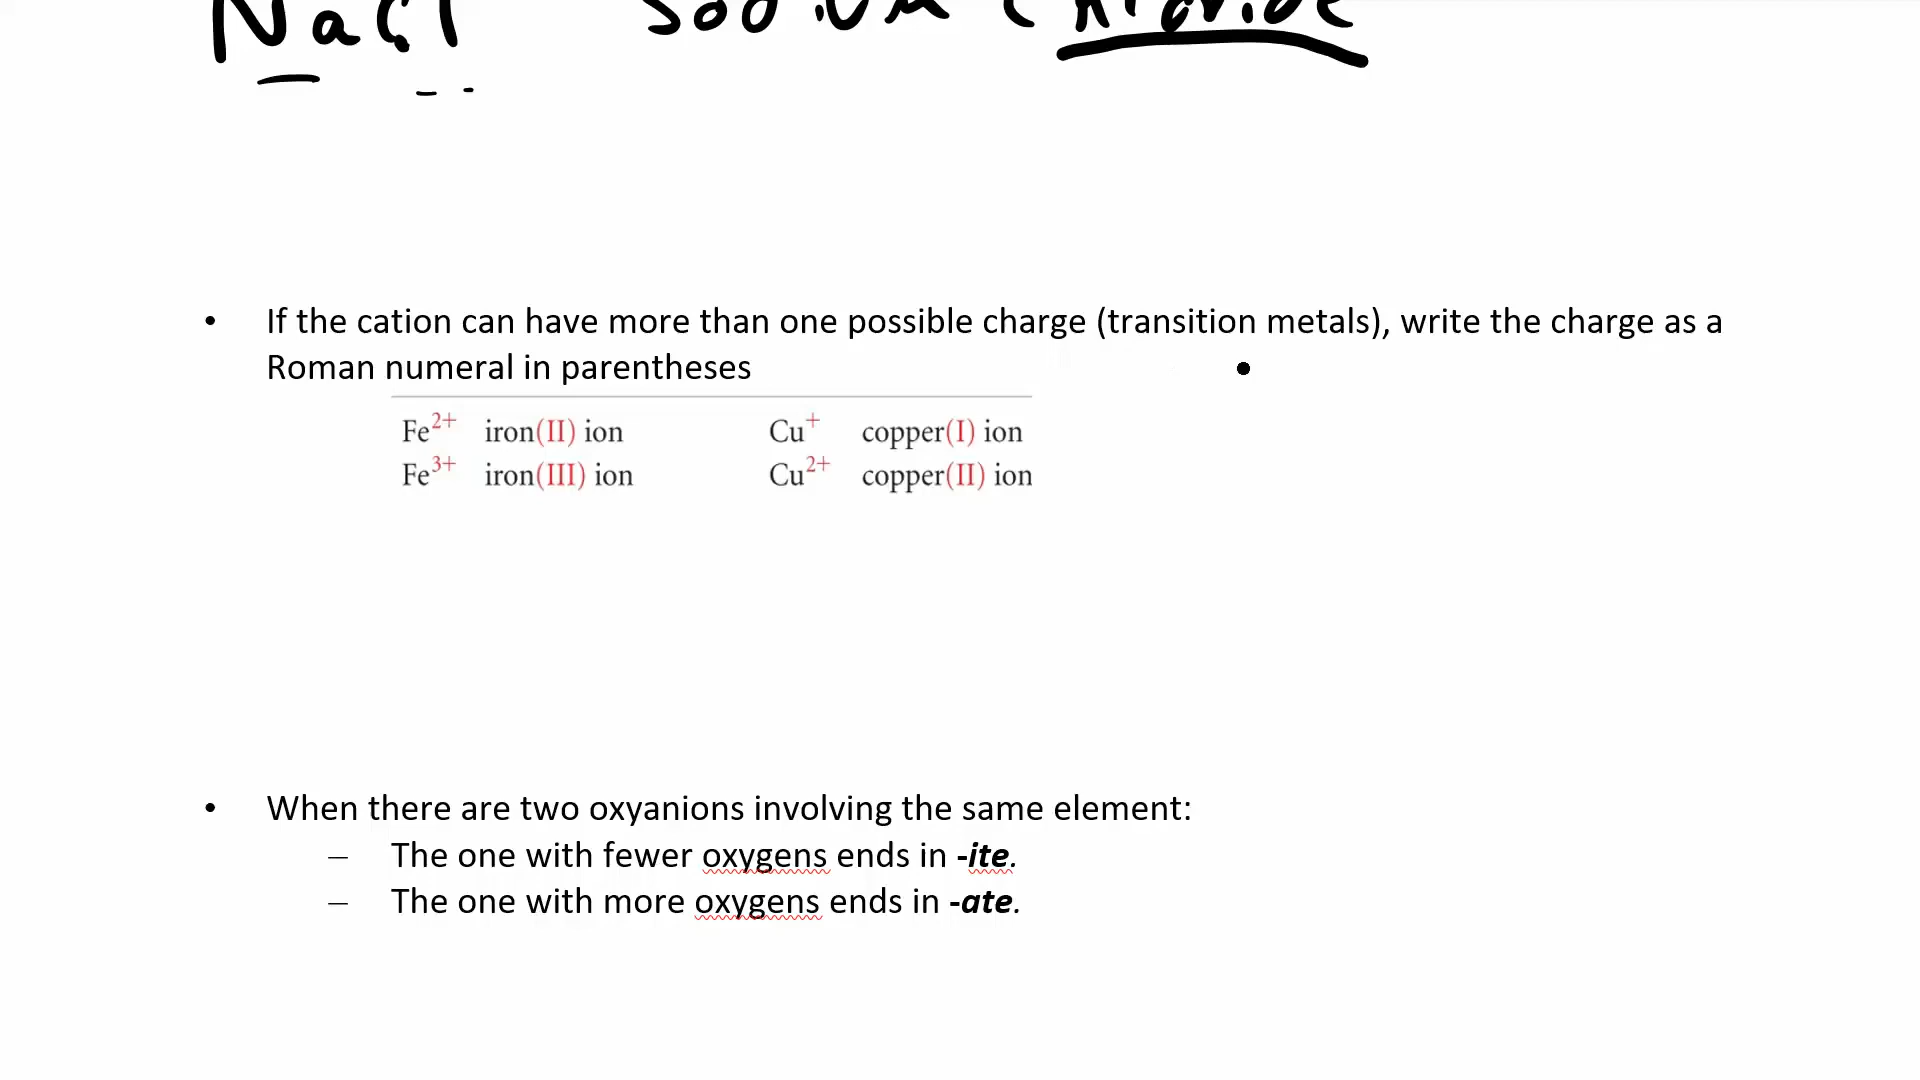 NaCl sodium chloride
• If the cation can have more than one possible charge (transition metals), write the charge as a
Roman numeral in parentheses
Fe²⁺ iron(II) ion Cu⁺ copper(I) ion
Fe³⁺ iron(III) ion Cu²⁺ copper(II) ion
• When there are two oxyanions involving the same element:
– The one with fewer oxygens ends in -ite.
– The one with more oxygens ends in -ate.